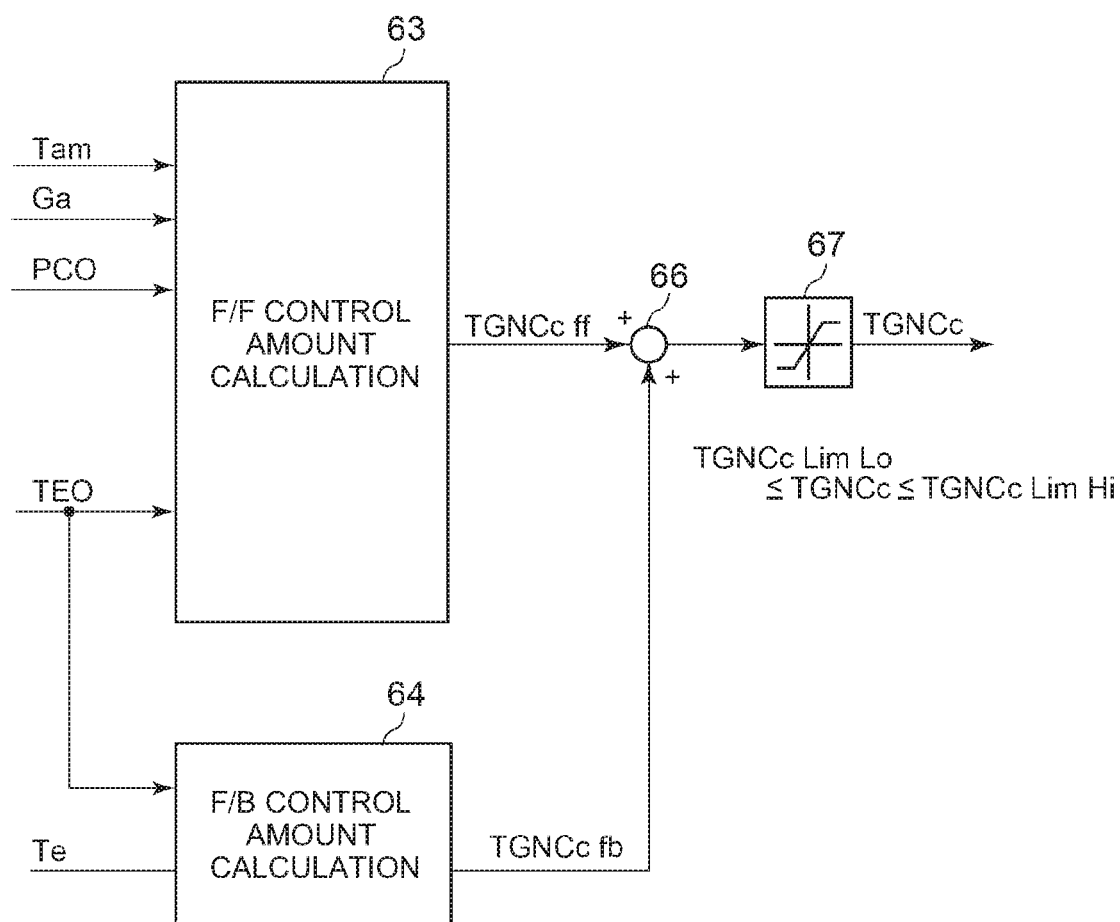 63
Tam
Ga
PCO
F/F CONTROL
AMOUNT
CALCULATION
TGNCc ff
+
66
+
67
TGNCc
TGNCc Lim Lo
≤ TGNCc ≤ TGNCc Lim Hi
TEO
64
F/B CONTROL
AMOUNT
CALCULATION
Te
TGNCc fb